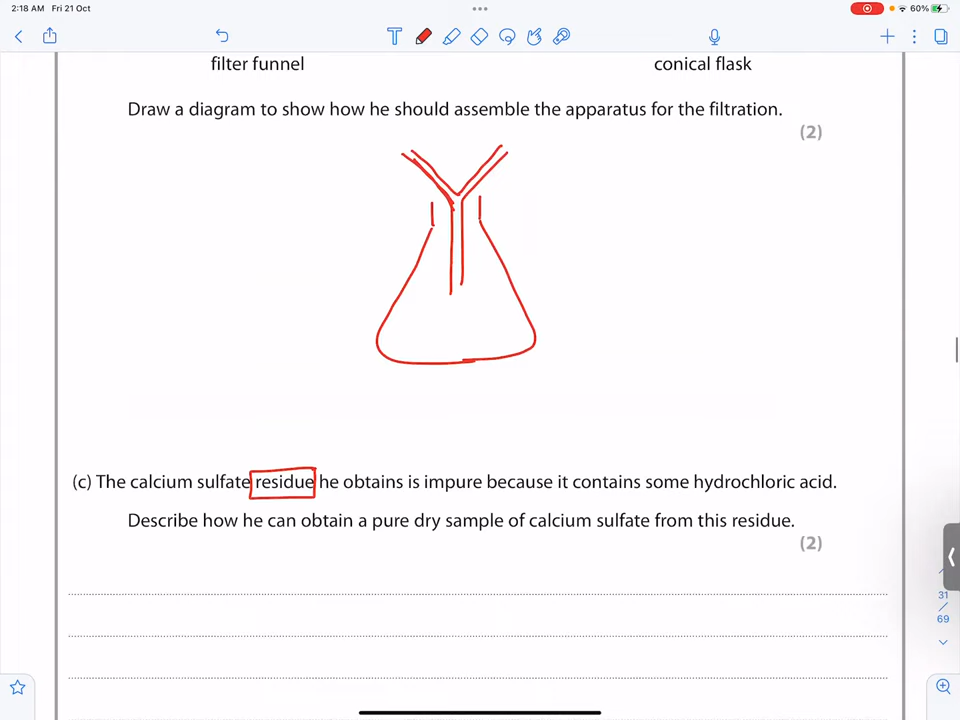 2:18 AM Fri 21 Oct
60%
filter funnel
conical flask
Draw a diagram to show how he should assemble the apparatus for the filtration.
(2)
(c) The calcium sulfate residue he obtains is impure because it contains some hydrochloric acid.
Describe how he can obtain a pure dry sample of calcium sulfate from this residue.
(2)
31
/
69